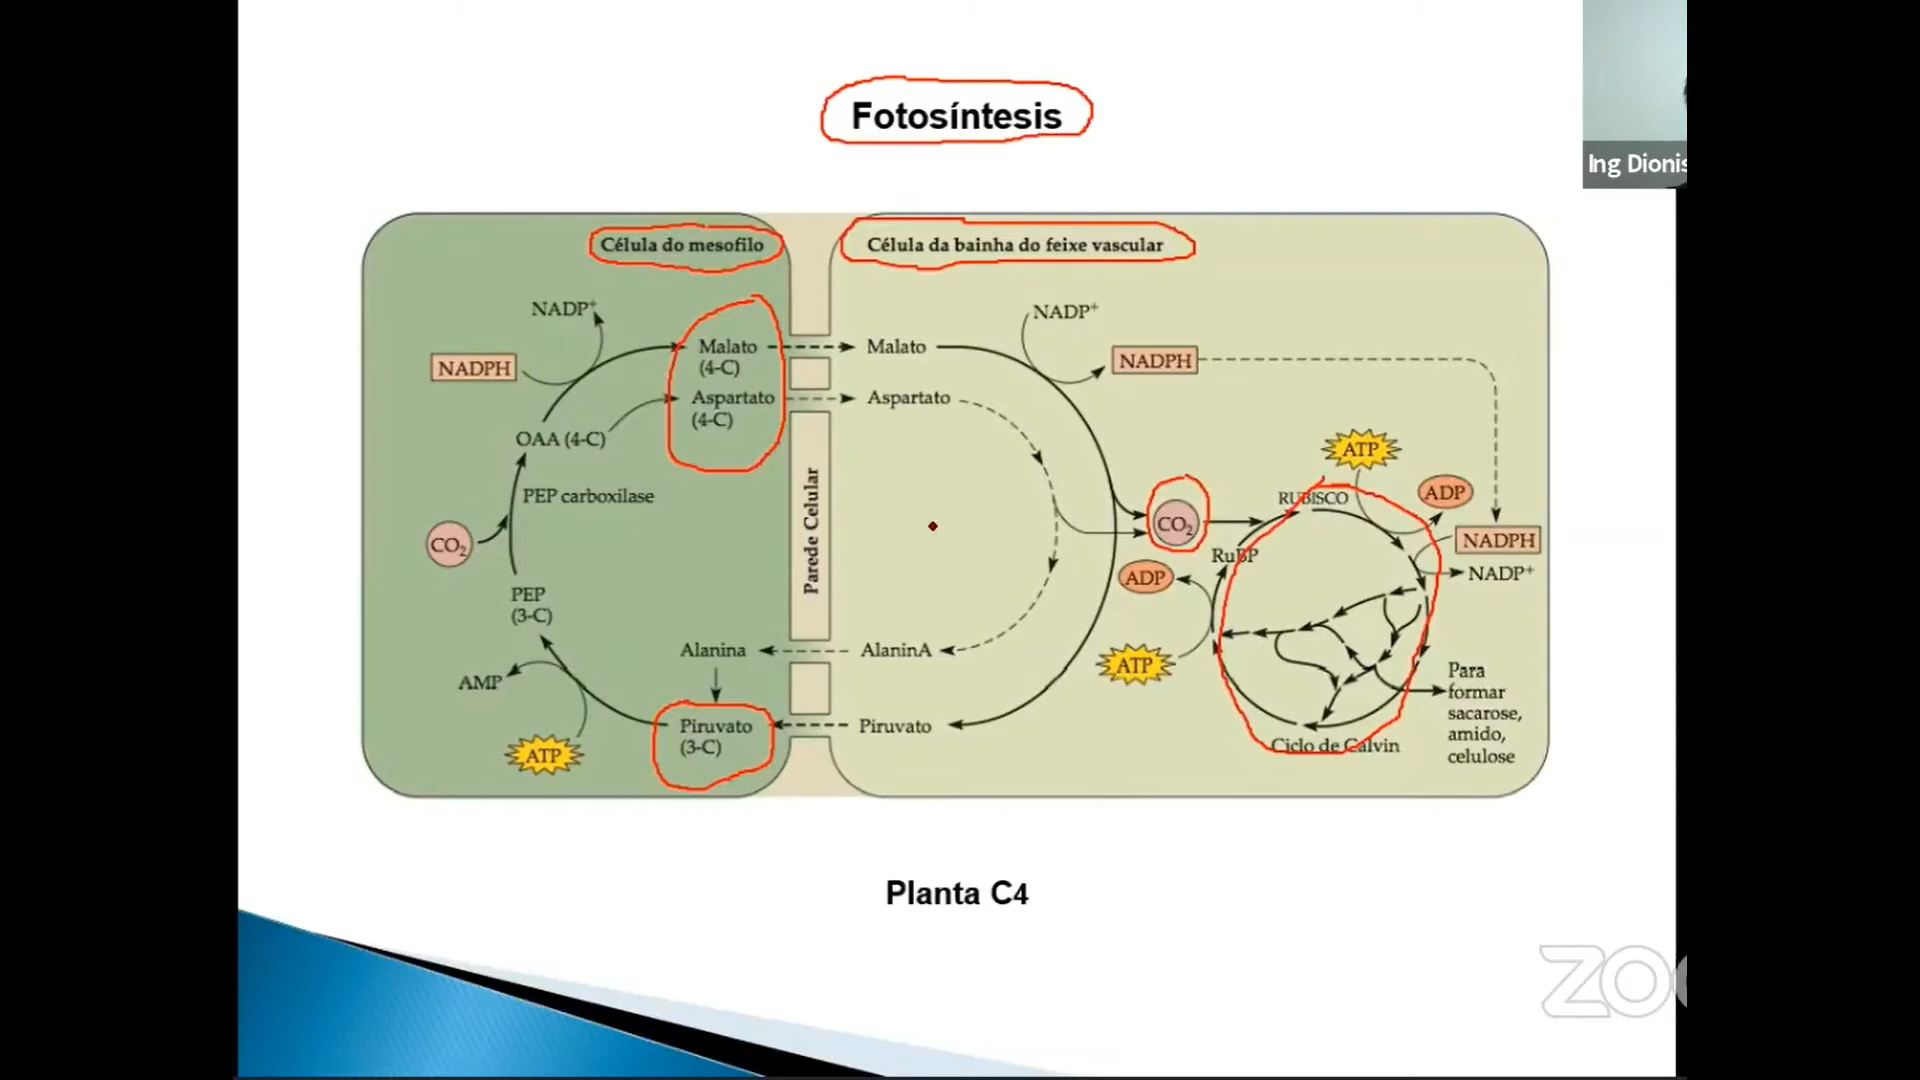 Fotosíntesis
Ing Dionis
Célula do mesofilo
Célula da bainha do feixe vascular
NADP+
NADPH
Malato
(4-C)
Aspartato
(4-C)
OAA (4-C)
PEP carboxilase
CO2
PEP
(3-C)
AMP
ATP
Alanina
Piruvato
(3-C)
Parede Celular
Malato
Aspartato
NADP+
NADPH
CO2
RUBISCO
ATP
ADP
NADPH
NADP+
RuBP
ADP
ATP
AlaninA
Piruvato
Ciclo de Calvin
Para
formar
sacarose,
amido,
celulose
Planta C4
ZO